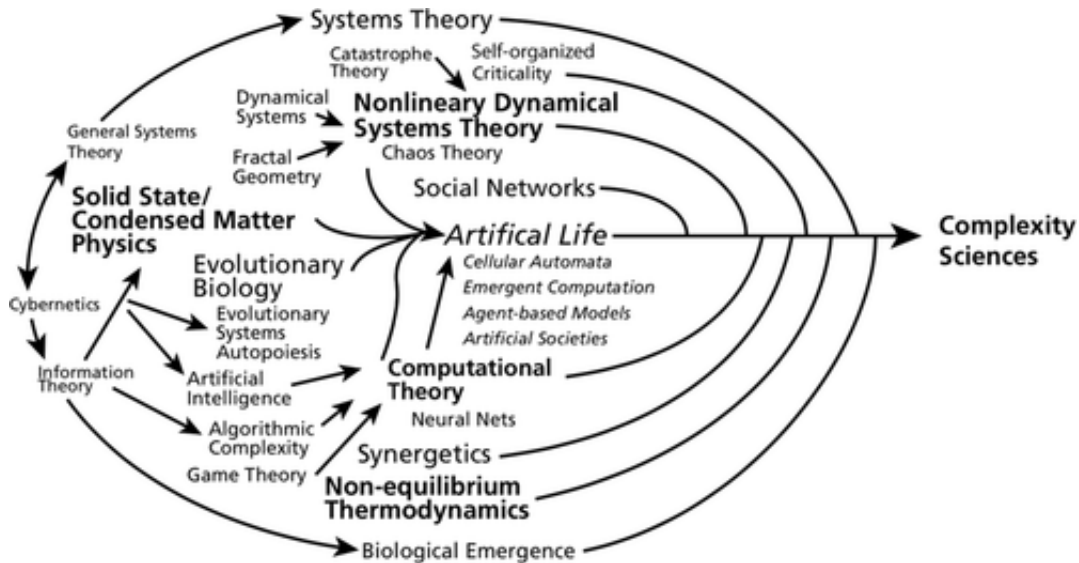 Systems Theory
Catastrophe
Theory
Self-organized
Criticality
Dynamical
Systems
Nonlineary Dynamical
Systems Theory
Chaos Theory
General Systems
Theory
Fractal
Geometry
Social Networks
Solid State/
Condensed Matter
Physics
Artifical Life
Cellular Automata
Emergent Computation
Agent-based Models
Artificial Societies
Complexity
Sciences
Evolutionary
Biology
Cybernetics
Evolutionary
Systems
Autopoiesis
Information
Theory
Artificial
Intelligence
Computational
Theory
Neural Nets
Algorithmic
Complexity
Game Theory
Synergetics
Non-equilibrium
Thermodynamics
Biological Emergence